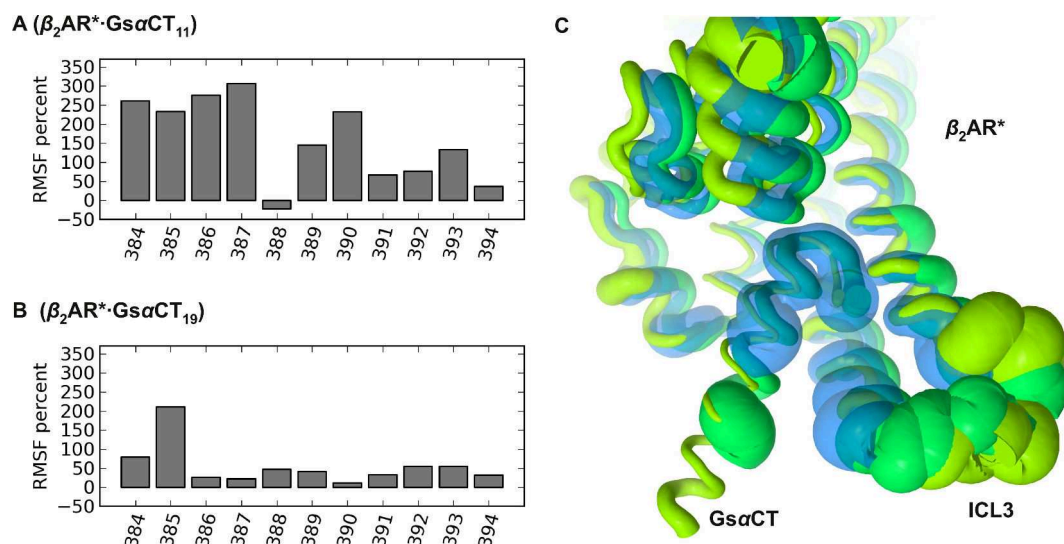 A (β₂AR*·GsαCT₁₁)
RMSF percent
350
300
250
200
150
100
50
0
−50
384 385 386 387 388 389 390 391 392 393 394
B (β₂AR*·GsαCT₁₉)
RMSF percent
350
300
250
200
150
100
50
0
−50
384 385 386 387 388 389 390 391 392 393 394
C
β₂AR*
GsαCT
ICL3